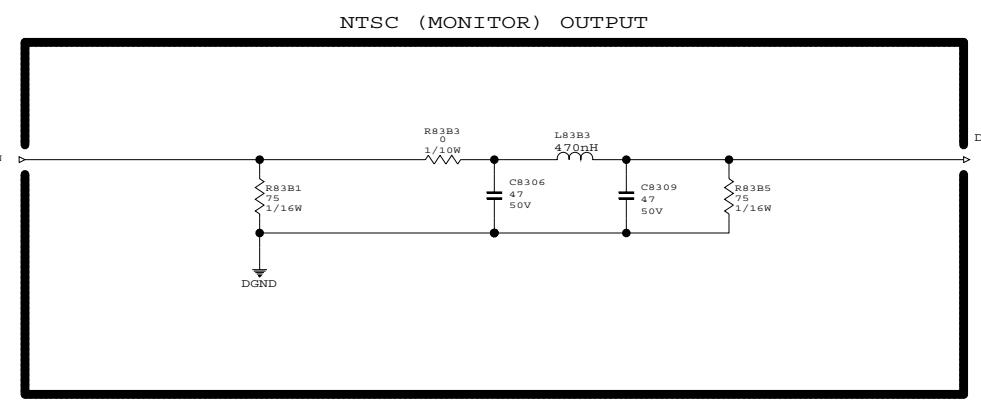 NTSC (MONITOR) OUTPUT
R83B3
0
1/10W
L83B3
470nH
D
R83B1
75
1/16W
C8306
47
50V
C8309
47
50V
R83B5
75
1/16W
DGND